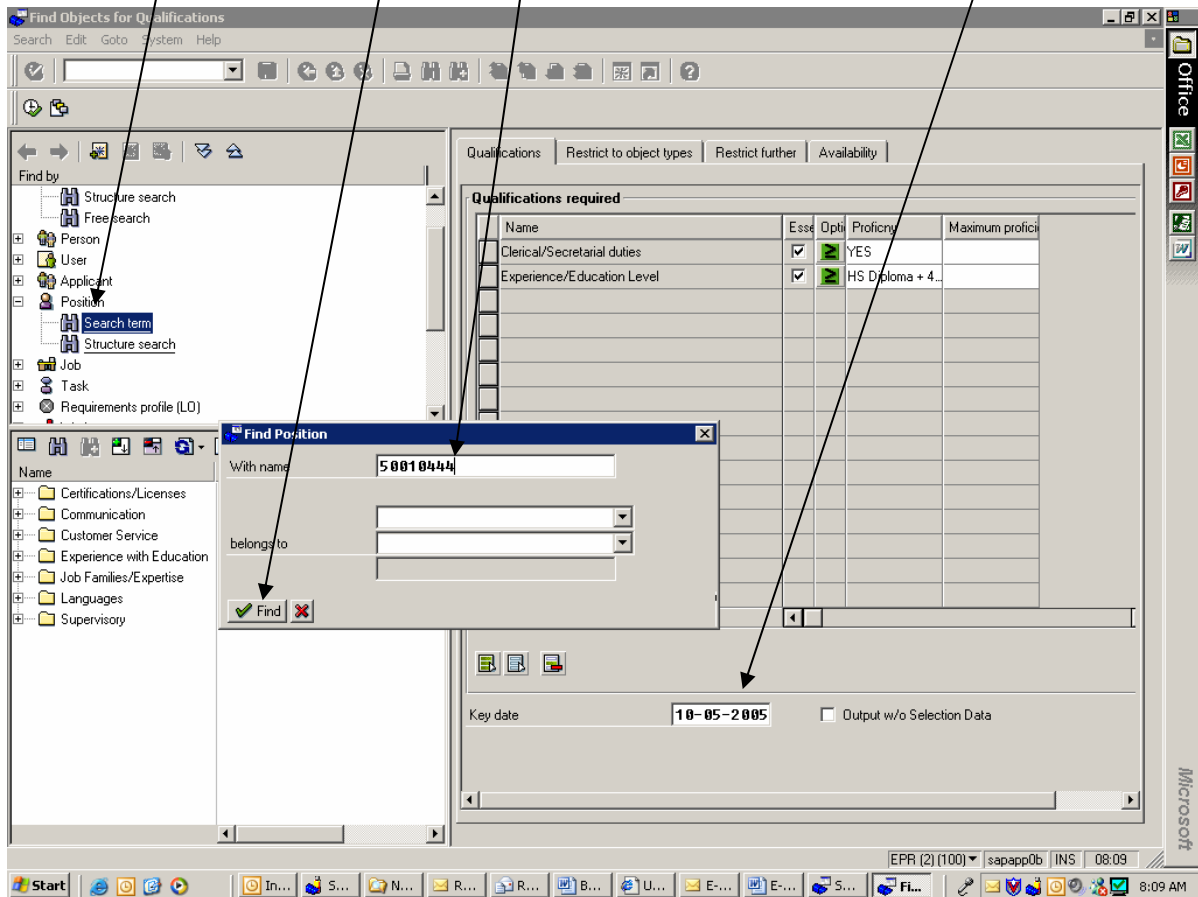 Find Objects for Qualifications
Search Edit Goto System Help
Find by
Structure search
Free search
Person
User
Applicant
Position
Search term
Structure search
Job
Task
Requirements profile (LO)
Name
Certifications/Licenses
Communication
Customer Service
Experience with Education
Job Families/Expertise
Languages
Supervisory
Qualifications Restrict to object types Restrict further Availability
Qualifications required
Name Esse Opti Proficny Maximum profici
Clerical/Secretarial duties YES
Experience/Education Level HS Diploma + 4...
Find Position
With name 50010444
belongs to
Find
Key date 10-05-2005 Output w/o Selection Data
Office
Microsoft
EPR (2) (100) sapapp0b INS 08:09
Start In... S... N... R... R... B... U... E-... E-... S... Fi... 8:09 AM